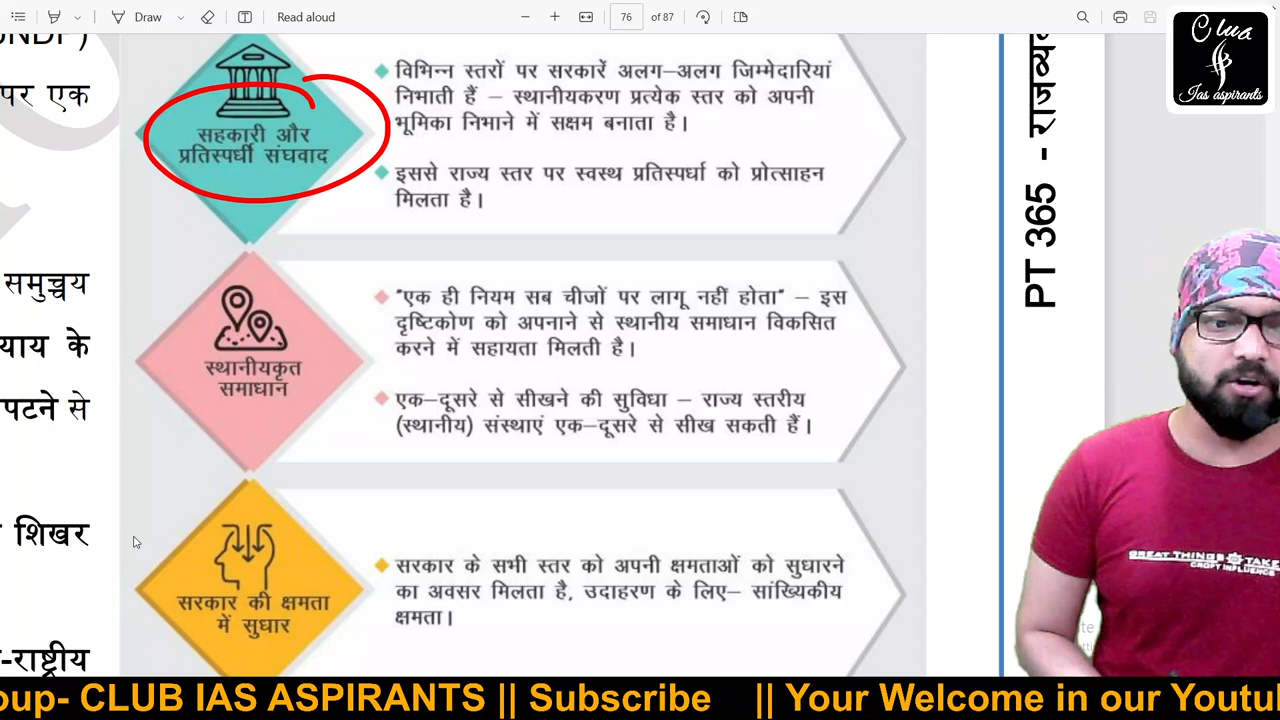 Draw
Read aloud
76
of 87
पर एक
समुच्चय
याय के
पटने से
शिखर
-राष्ट्रीय
सहकारी और
प्रतिस्पर्धी संघवाद
विभिन्न स्तरों पर सरकारें अलग-अलग जिम्मेदारियां
निभाती हैं – स्थानीयकरण प्रत्येक स्तर को अपनी
भूमिका निभाने में सक्षम बनाता है।
इससे राज्य स्तर पर स्वस्थ प्रतिस्पर्धा को प्रोत्साहन
मिलता है।
स्थानीयकृत
समाधान
"एक ही नियम सब चीजों पर लागू नहीं होता" – इस
दृष्टिकोण को अपनाने से स्थानीय समाधान विकसित
करने में सहायता मिलती है।
एक-दूसरे से सीखने की सुविधा – राज्य स्तरीय
(स्थानीय) संस्थाएं एक-दूसरे से सीख सकती हैं।
सरकार की क्षमता
में सुधार
सरकार के सभी स्तर को अपनी क्षमताओं को सुधारने
का अवसर मिलता है, उदाहरण के लिए– सांख्यिकीय
क्षमता।
PT 365 - राजव्य
Clua
Ias aspirants
GREAT THINGS TAKE
CROFT INFLUENCE
oup- CLUB IAS ASPIRANTS || Subscribe || Your Welcome in our Youtu